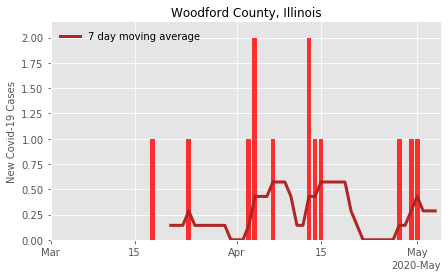 Woodford County, Illinois
7 day moving average
New Covid-19 Cases
2.00
1.75
1.50
1.25
1.00
0.75
0.50
0.25
0.00
Mar
15
Apr
15
May
2020-May